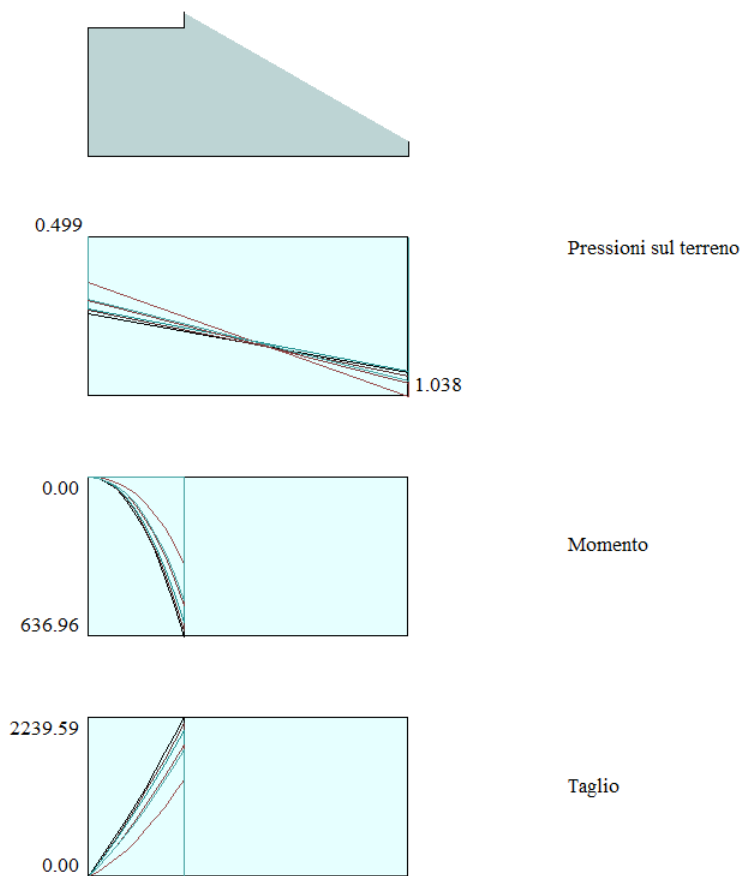 0.499
Pressioni sul terreno
1.038
0.00
Momento
636.96
2239.59
Taglio
0.00